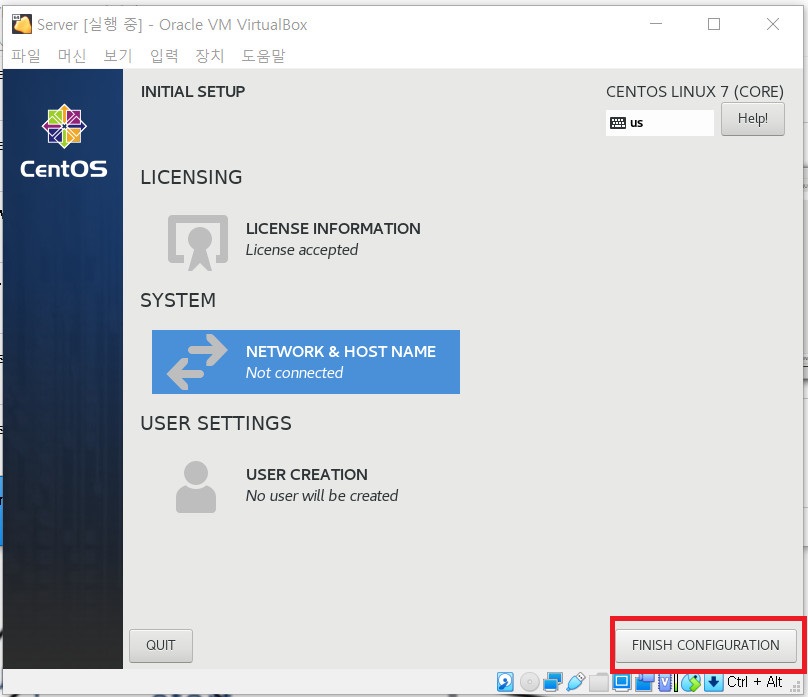 Server [실행 중] - Oracle VM VirtualBox
파일 머신 보기 입력 장치 도움말
CentOS
INITIAL SETUP
CENTOS LINUX 7 (CORE)
us
Help!
LICENSING
LICENSE INFORMATION
License accepted
SYSTEM
NETWORK & HOST NAME
Not connected
USER SETTINGS
USER CREATION
No user will be created
QUIT
FINISH CONFIGURATION
Ctrl + Alt